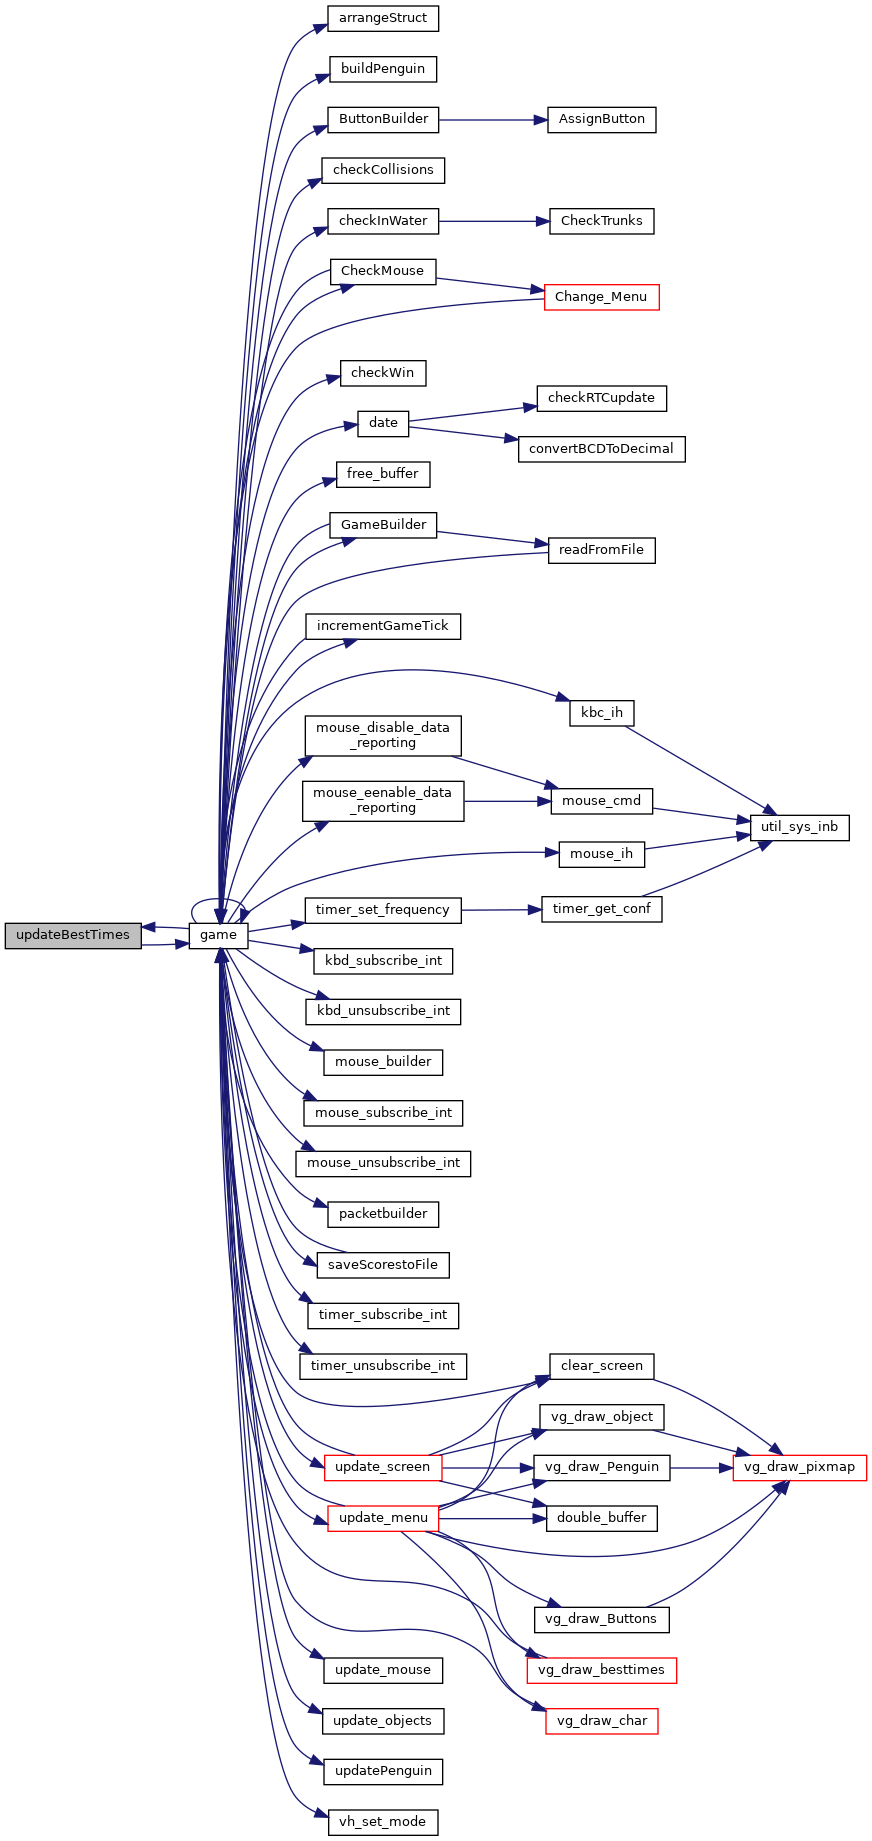 arrangeStruct
buildPenguin
ButtonBuilder
AssignButton
checkCollisions
checkInWater
CheckTrunks
CheckMouse
Change_Menu
checkWin
checkRTCupdate
date
convertBCDToDecimal
free_buffer
GameBuilder
readFromFile
incrementGameTick
kbc_ih
mouse_disable_data
_reporting
mouse_eenable_data
_reporting
mouse_cmd
util_sys_inb
mouse_ih
timer_set_frequency
timer_get_conf
updateBestTimes
game
kbd_subscribe_int
kbd_unsubscribe_int
mouse_builder
mouse_subscribe_int
mouse_unsubscribe_int
packetbuilder
saveScorestoFile
timer_subscribe_int
timer_unsubscribe_int
clear_screen
vg_draw_object
update_screen
vg_draw_Penguin
vg_draw_pixmap
update_menu
double_buffer
vg_draw_Buttons
update_mouse
vg_draw_besttimes
update_objects
vg_draw_char
updatePenguin
vh_set_mode